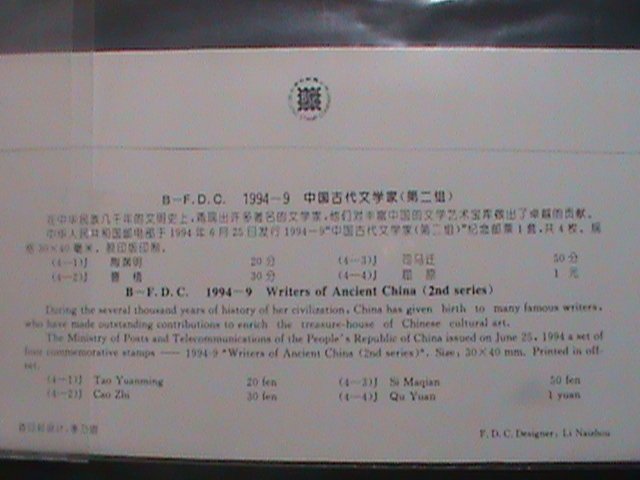 B-F.D.C. 1994-9 中国古代文学家(第二组)
在中华民族几千年的文明史上,涌现出许多著名的文学家,他们对丰富中国的文学艺术宝库做出了卓越的贡献。
中华人民共和国邮电部于1994年6月25日发行1994-9"中国古代文学家(第二组)"纪念邮票1套,共4枚。规
格30×40毫米。胶印版印刷。
(4-1)J 陶渊明 20分 (4-3)J 司马迁 50分
(4-2)J 曹植 30分 (4-4)J 屈原 1元
B-F.D.C. 1994-9 Writers of Ancient China (2nd series)
During the several thousand years of history of her civilization, China has given birth to many famous writers,
who have made outstanding contributions to enrich the treasure-house of Chinese cultural art.
The Ministry of Posts and Telecommunications of the People's Republic of China issued on June 25, 1994 a set of
four commemorative stamps — 1994-9 "Writers of Ancient China (2nd series)". Size: 30×40 mm. Printed in off-
set.
(4-1)J Tao Yuanming 20 fen (4-3)J Si Maqian 50 fen
(4-2)J Cao Zhi 30 fen (4-4)J Qu Yuan 1 yuan
首日封设计:李乃宙 F.D.C. Designer: Li Naizhou